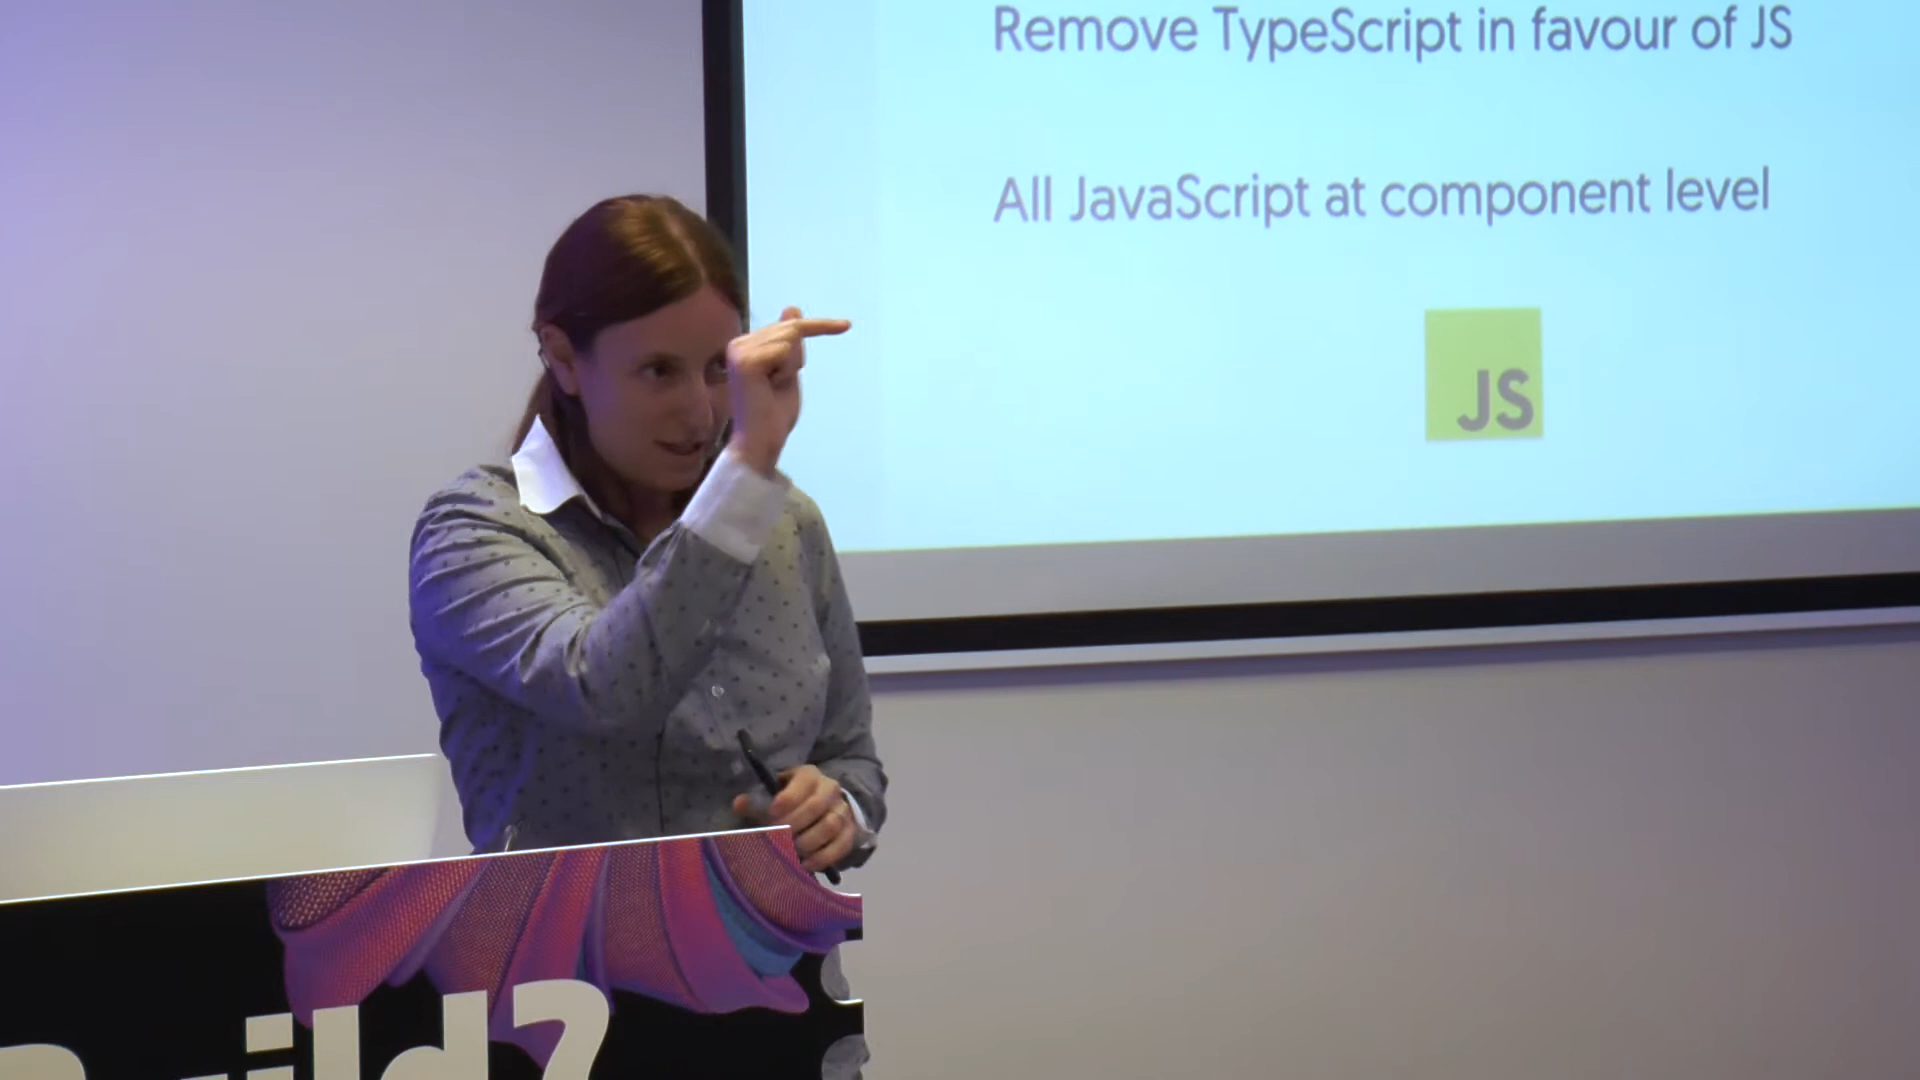 Remove TypeScript in favour of JS
All JavaScript at component level
JS